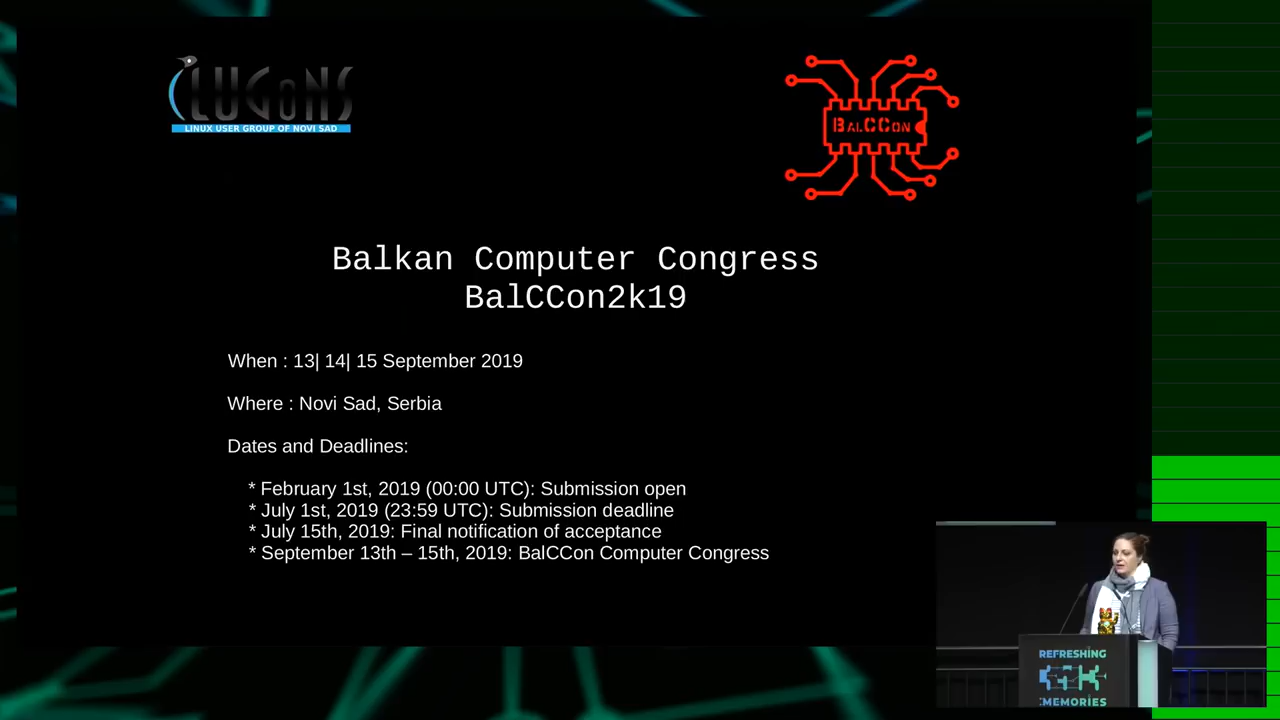 LUGoNS
LINUX USER GROUP OF NOVI SAD
BALCCON
Balkan Computer Congress
BalCCon2k19
When : 13| 14| 15 September 2019
Where : Novi Sad, Serbia
Dates and Deadlines:
* February 1st, 2019 (00:00 UTC): Submission open
* July 1st, 2019 (23:59 UTC): Submission deadline
* July 15th, 2019: Final notification of acceptance
* September 13th – 15th, 2019: BalCCon Computer Congress
REFRESHING
MEMORIES